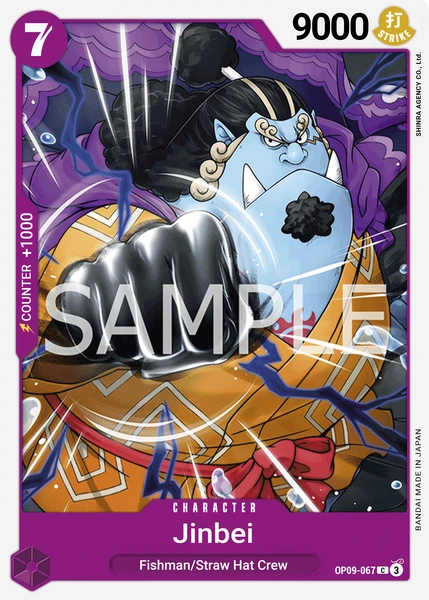 7
9000
打
STRIKE
SHINRA AGENCY CO., Ltd.
COUNTER +1000
SAMPLE
BANDAI MADE IN JAPAN
CHARACTER
Jinbei
Fishman/Straw Hat Crew
OP09-067 C 3